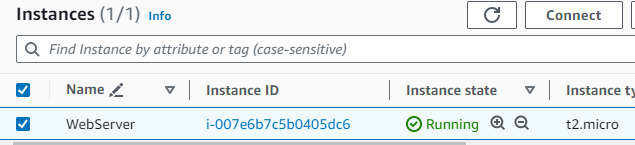 Instances (1/1) Info Connect
Find Instance by attribute or tag (case-sensitive)
Name Instance ID Instance state Instance ty
WebServer i-007e6b7c5b0405dc6 Running t2.micro